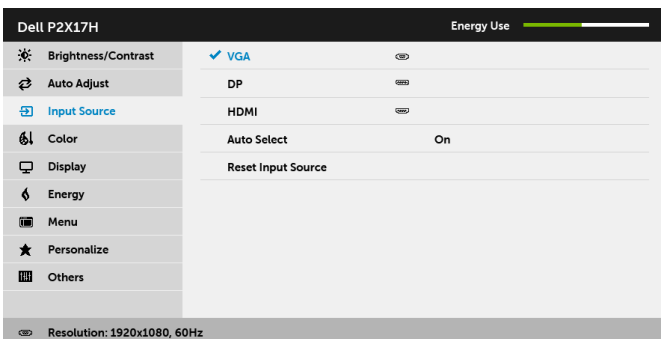 Dell P2X17H
Energy Use
Brightness/Contrast
VGA
Auto Adjust
DP
Input Source
HDMI
Color
Auto Select On
Display
Reset Input Source
Energy
Menu
Personalize
Others
Resolution: 1920x1080, 60Hz